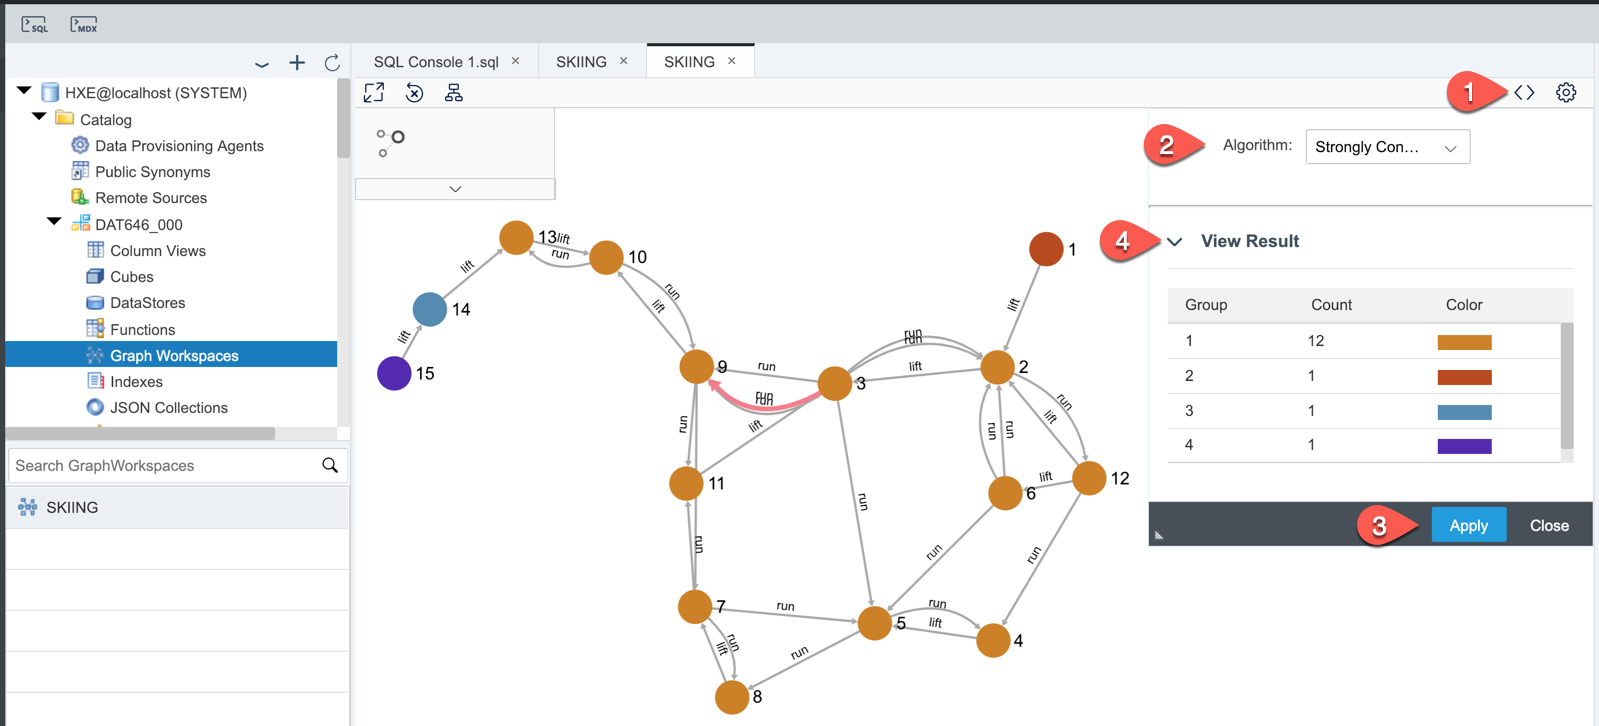 SQL
MDX
SQL Console 1.sql ×
SKIING ×
SKIING ×
HXE@localhost (SYSTEM)
Catalog
Data Provisioning Agents
Public Synonyms
Remote Sources
DAT646_000
Column Views
Cubes
DataStores
Functions
Graph Workspaces
Indexes
JSON Collections
Search GraphWorkspaces
SKIING
1
2
Algorithm: Strongly Con...
4
View Result
Group Count Color
1 12
2 1
3 1
4 1
3
Apply
Close
13
lift
run
10
lift
14
lift
15
run
lift
9
run
run
run
3
run
run
lift
2
lift
1
run
lift
11
run
run
run
6
lift
run
lift
12
run
run
run
7
run
5
run
lift
4
run
lift
run
8